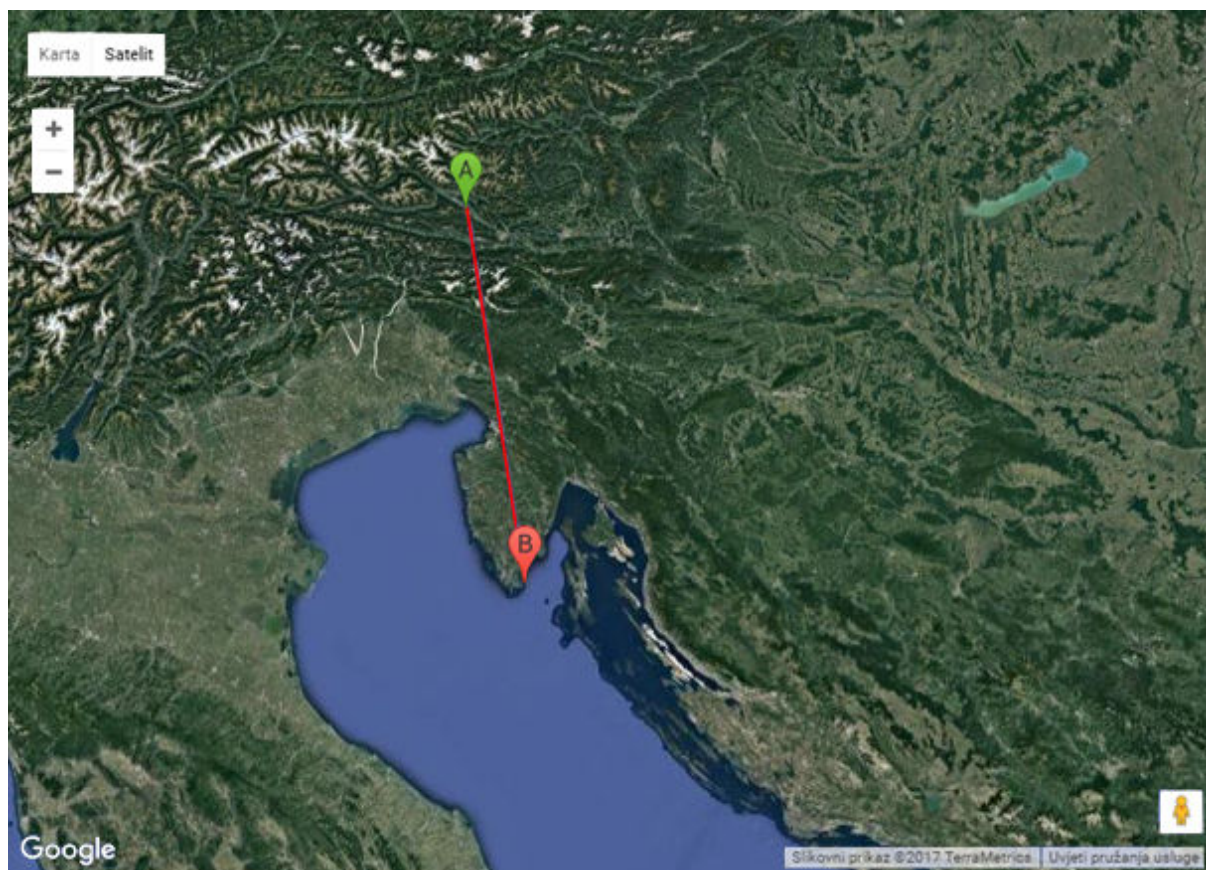 Karta Satelit
+
−
A
B
Google
Slikovni prikaz ©2017 TerraMetrics Uvjeti pružanja usluge